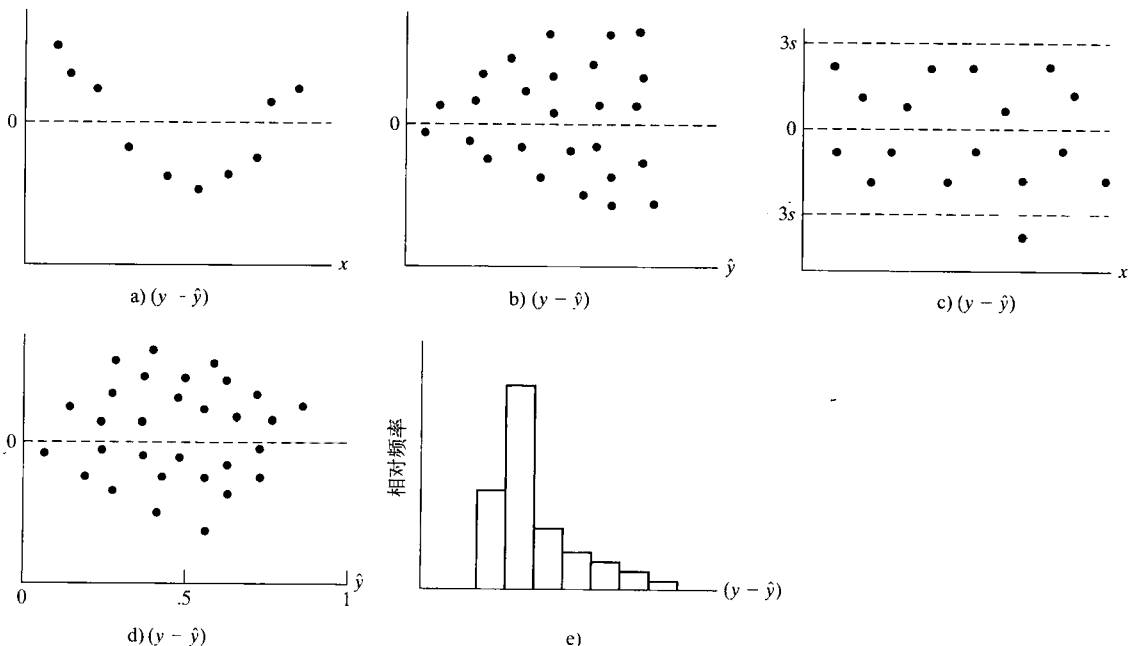 0
x
a) (y - ŷ)
0
ŷ
b) (y − ŷ)
3s
0
3s
x
c) (y − ŷ)
0
0
.5
1
ŷ
d) (y − ŷ)
相对频率
(y − ŷ)
e)